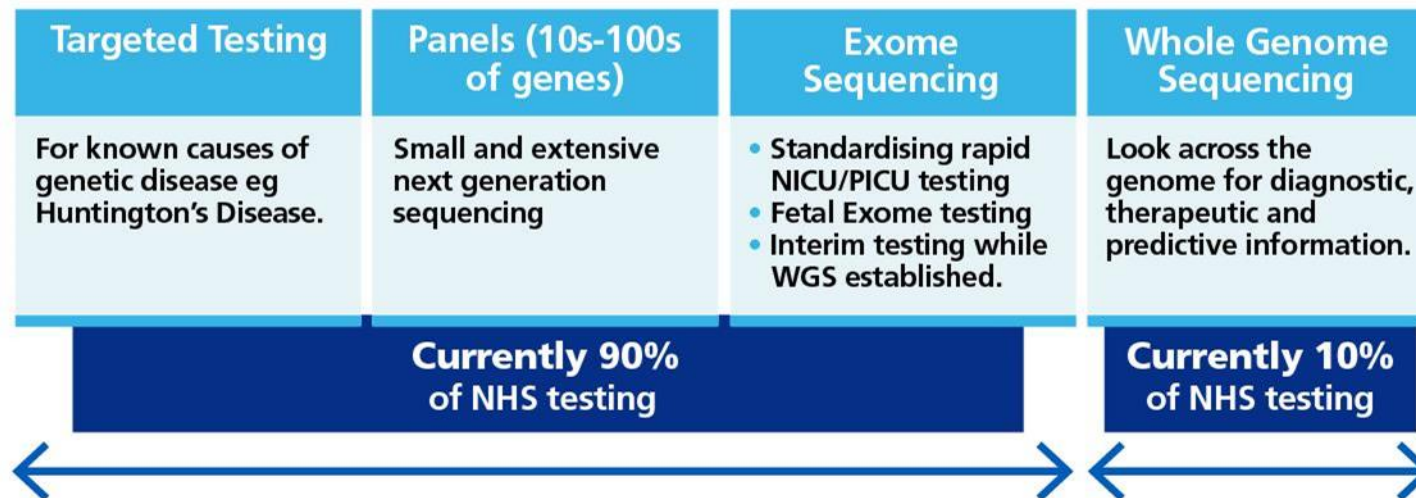 Targeted Testing
For known causes of
genetic disease eg
Huntington's Disease.
Panels (10s-100s
of genes)
Small and extensive
next generation
sequencing
Exome
Sequencing
• Standardising rapid
NICU/PICU testing
• Fetal Exome testing
• Interim testing while
WGS established.
Whole Genome
Sequencing
Look across the
genome for diagnostic,
therapeutic and
predictive information.
Currently 90%
of NHS testing
Currently 10%
of NHS testing